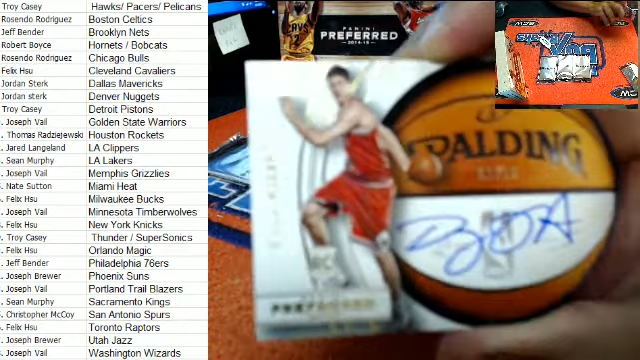 Troy Casey Hawks/ Pacers/ Pelicans
Rosendo Rodriguez Boston Celtics
Jeff Bender Brooklyn Nets
Robert Boyce Hornets / Bobcats
Rosendo Rodriguez Chicago Bulls
Felix Hsu Cleveland Cavaliers
Jordan Sterk Dallas Mavericks
Jordan sterk Denver Nuggets
Troy Casey Detroit Pistons
Joseph Vail Golden State Warriors
Thomas Radziejewski Houston Rockets
Jared Langeland LA Clippers
Sean Murphy LA Lakers
Joseph Vail Memphis Grizzlies
Nate Sutton Miami Heat
Felix Hsu Milwaukee Bucks
Joseph Vail Minnesota Timberwolves
Felix Hsu New York Knicks
Troy Casey Thunder / SuperSonics
Felix Hsu Orlando Magic
Jeff Bender Philadelphia 76ers
Joseph Brewer Phoenix Suns
Joseph Vail Portland Trail Blazers
Sean Murphy Sacramento Kings
Christopher McCoy San Antonio Spurs
Felix Hsu Toronto Raptors
Joseph Brewer Utah Jazz
Joseph Vail Washington Wizards
PANINI
PREFERRED
2014-15
SPALDING
PREFERRED